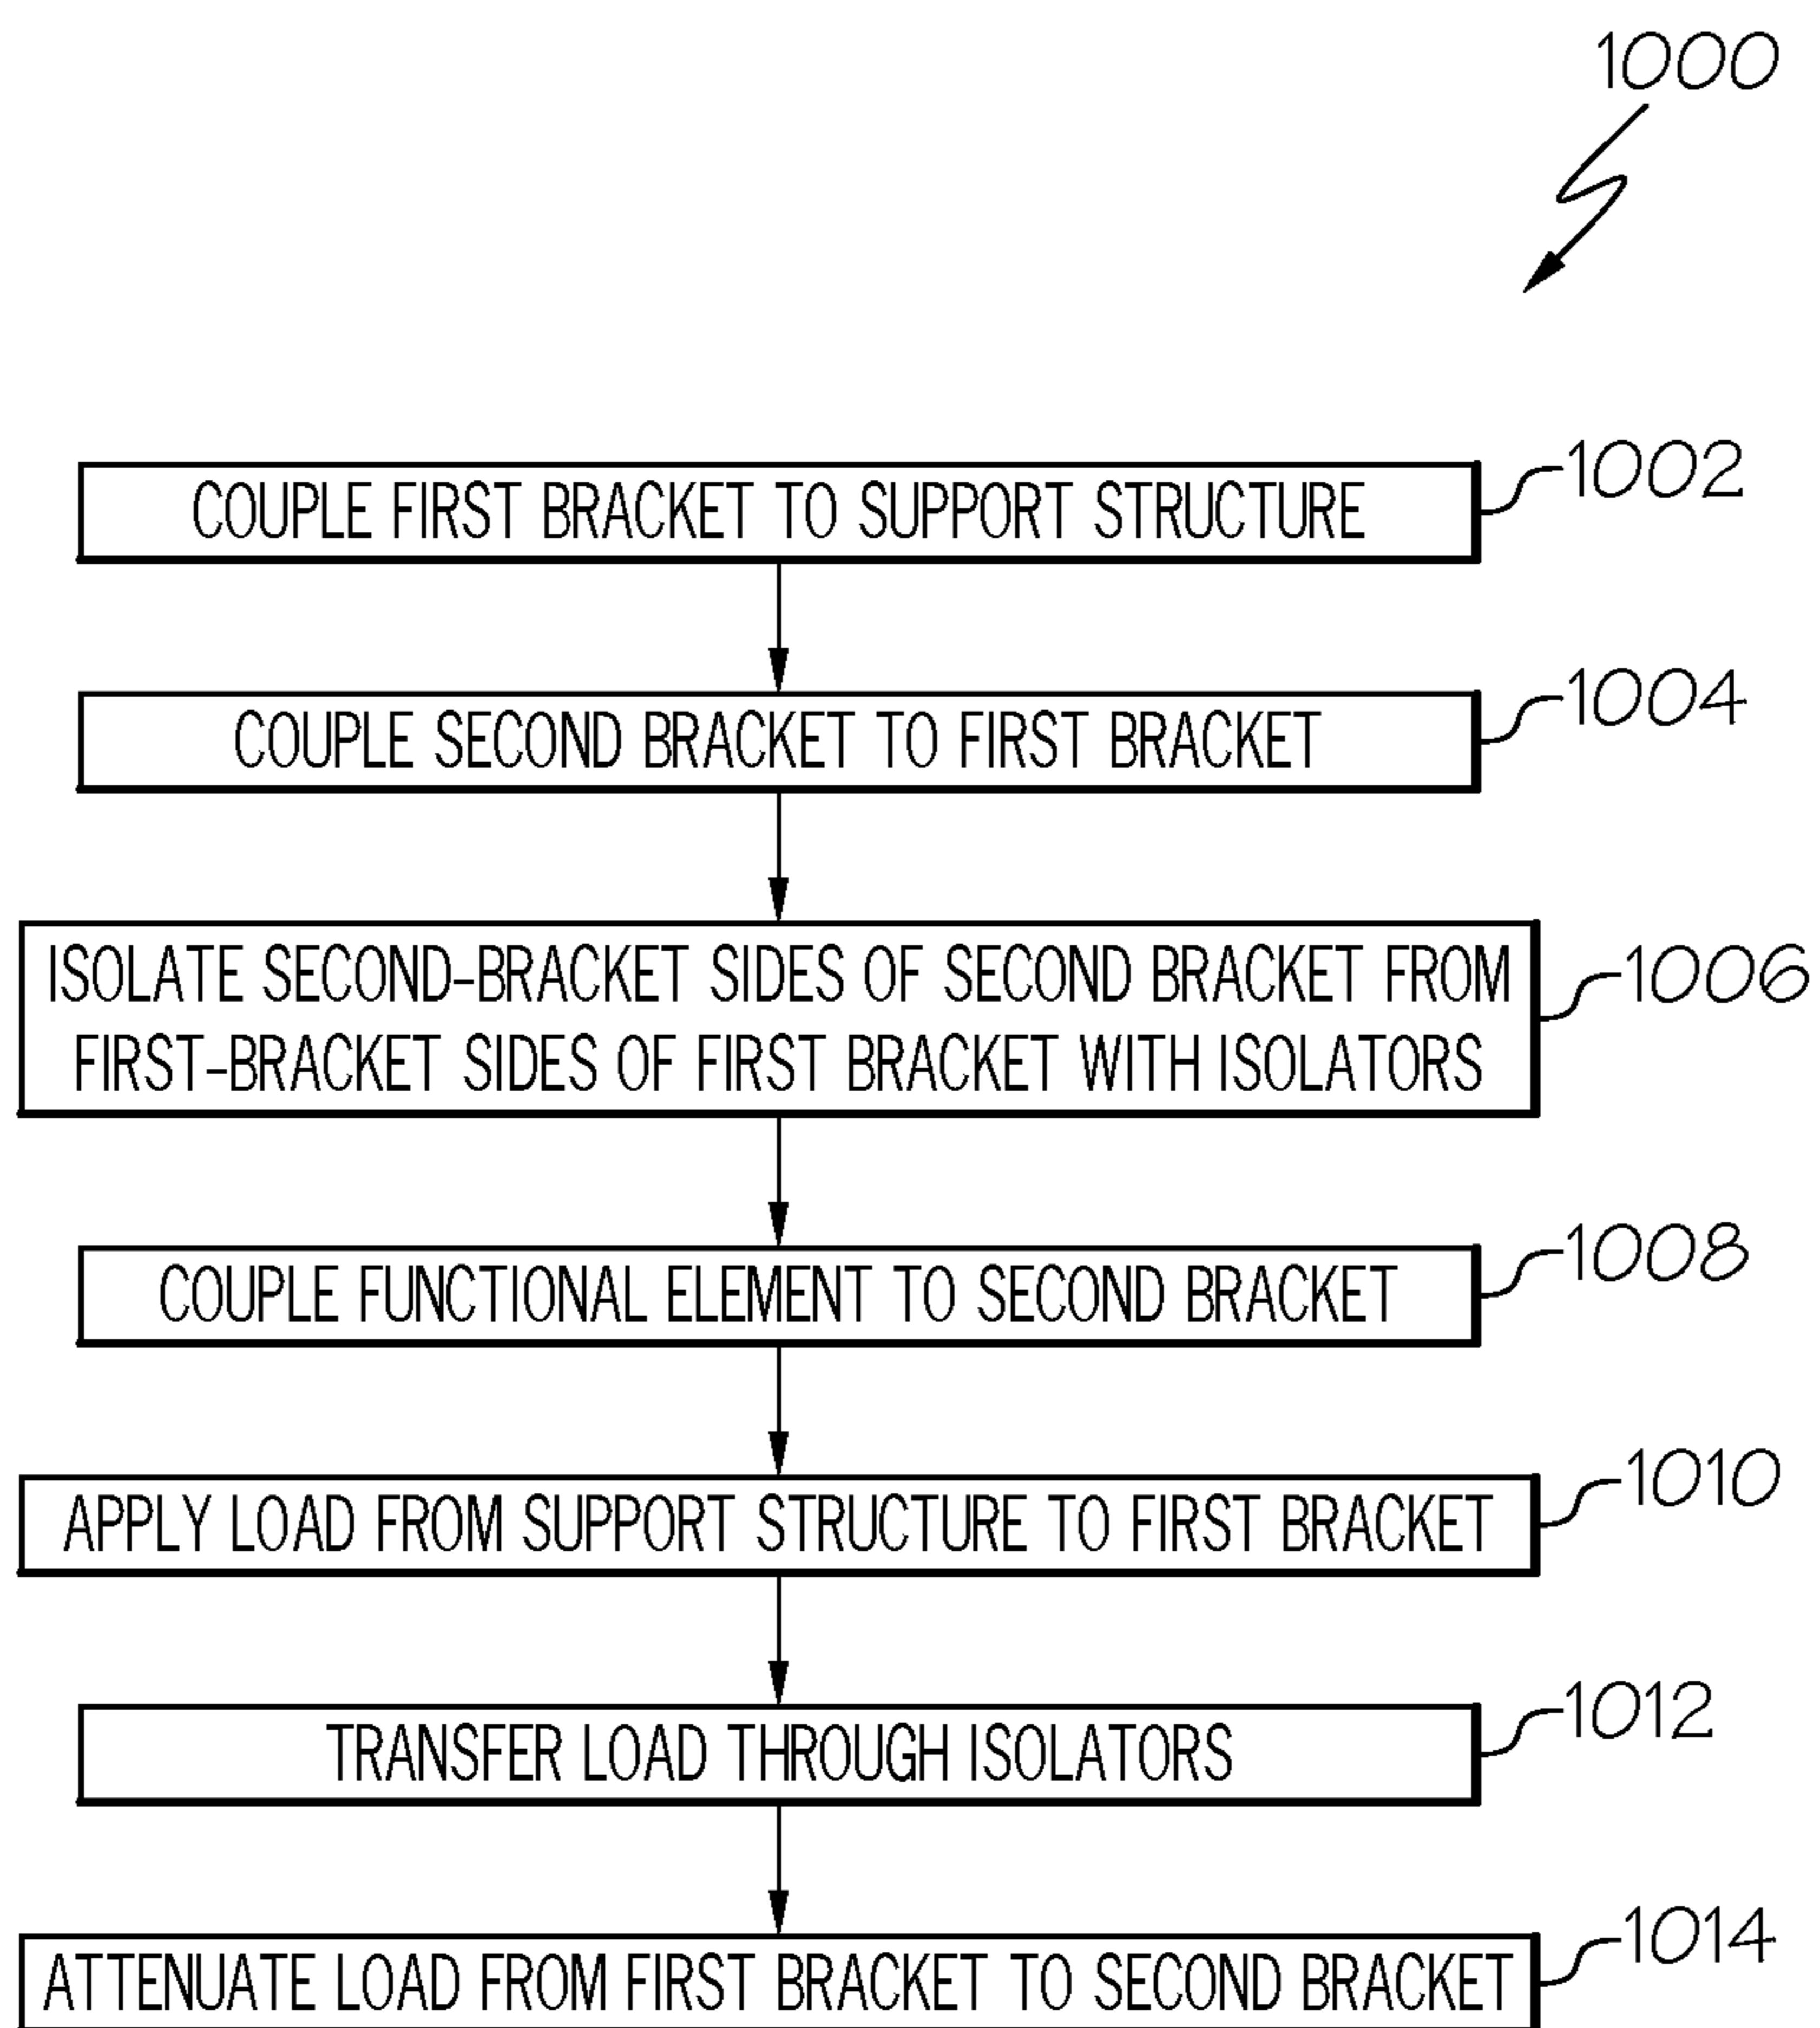 1000
COUPLE FIRST BRACKET TO SUPPORT STRUCTURE
1002
COUPLE SECOND BRACKET TO FIRST BRACKET
1004
ISOLATE SECOND-BRACKET SIDES OF SECOND BRACKET FROM
FIRST-BRACKET SIDES OF FIRST BRACKET WITH ISOLATORS
1006
COUPLE FUNCTIONAL ELEMENT TO SECOND BRACKET
1008
APPLY LOAD FROM SUPPORT STRUCTURE TO FIRST BRACKET
1010
TRANSFER LOAD THROUGH ISOLATORS
1012
ATTENUATE LOAD FROM FIRST BRACKET TO SECOND BRACKET
1014